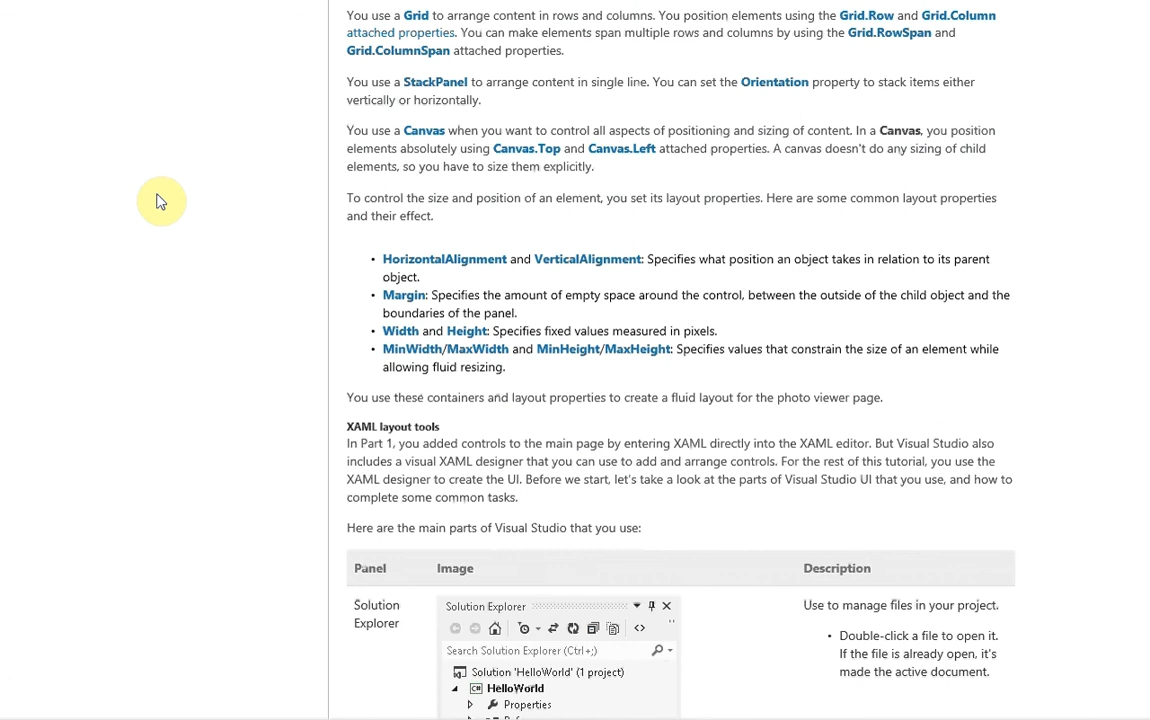 You use a Grid to arrange content in rows and columns. You position elements using the Grid.Row and Grid.Column
attached properties. You can make elements span multiple rows and columns by using the Grid.RowSpan and
Grid.ColumnSpan attached properties.
You use a StackPanel to arrange content in single line. You can set the Orientation property to stack items either
vertically or horizontally.
You use a Canvas when you want to control all aspects of positioning and sizing of content. In a Canvas, you position
elements absolutely using Canvas.Top and Canvas.Left attached properties. A canvas doesn't do any sizing of child
elements, so you have to size them explicitly.
To control the size and position of an element, you set its layout properties. Here are some common layout properties
and their effect.
• HorizontalAlignment and VerticalAlignment: Specifies what position an object takes in relation to its parent
object.
• Margin: Specifies the amount of empty space around the control, between the outside of the child object and the
boundaries of the panel.
• Width and Height: Specifies fixed values measured in pixels.
• MinWidth/MaxWidth and MinHeight/MaxHeight: Specifies values that constrain the size of an element while
allowing fluid resizing.
You use these containers and layout properties to create a fluid layout for the photo viewer page.
XAML layout tools
In Part 1, you added controls to the main page by entering XAML directly into the XAML editor. But Visual Studio also
includes a visual XAML designer that you can use to add and arrange controls. For the rest of this tutorial, you use the
XAML designer to create the UI. Before we start, let's take a look at the parts of Visual Studio UI that you use, and how to
complete some common tasks.
Here are the main parts of Visual Studio that you use:
Panel Image Description
Solution
Explorer
Solution Explorer
Search Solution Explorer (Ctrl+;)
Solution 'HelloWorld' (1 project)
C# HelloWorld
Properties
Use to manage files in your project.
• Double-click a file to open it.
If the file is already open, it's
made the active document.